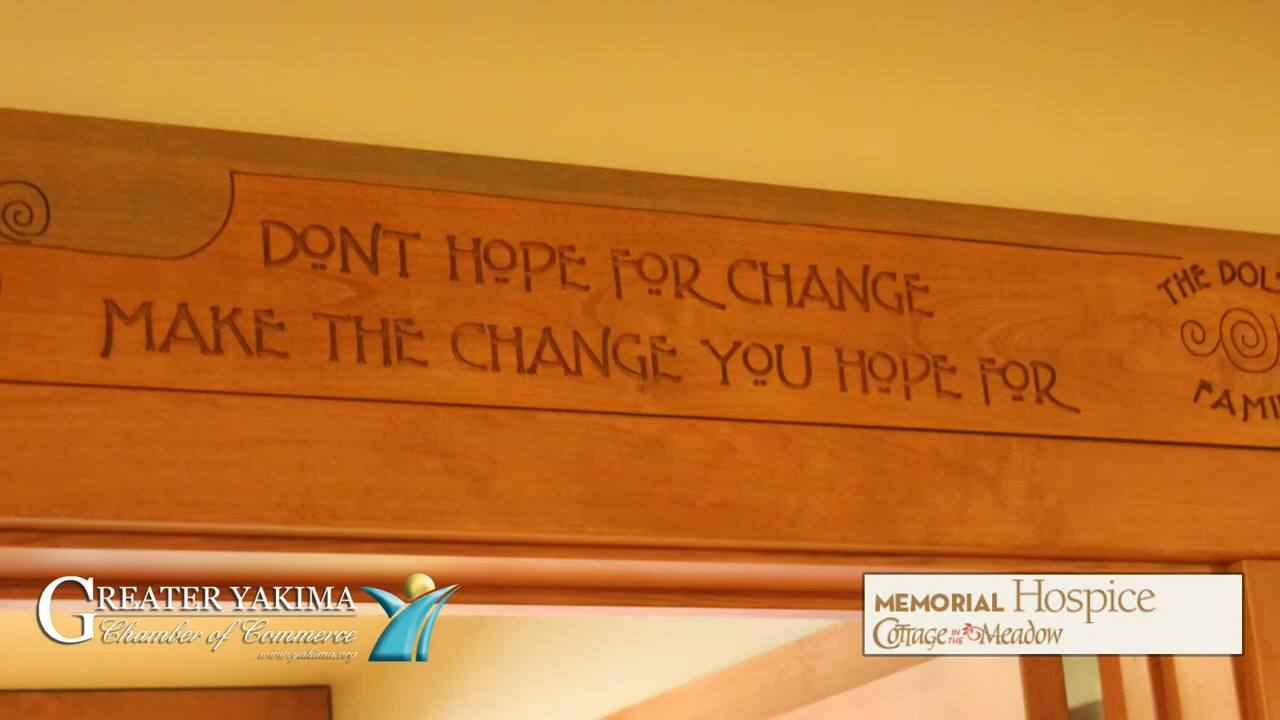 DONT HOPE FOR CHANGE
MAKE THE CHANGE YOU HOPE FOR
THE
GREATER YAKIMA
Chamber of Commerce
www.yakima.org
MEMORIAL Hospice
Cottage IN THE Meadow